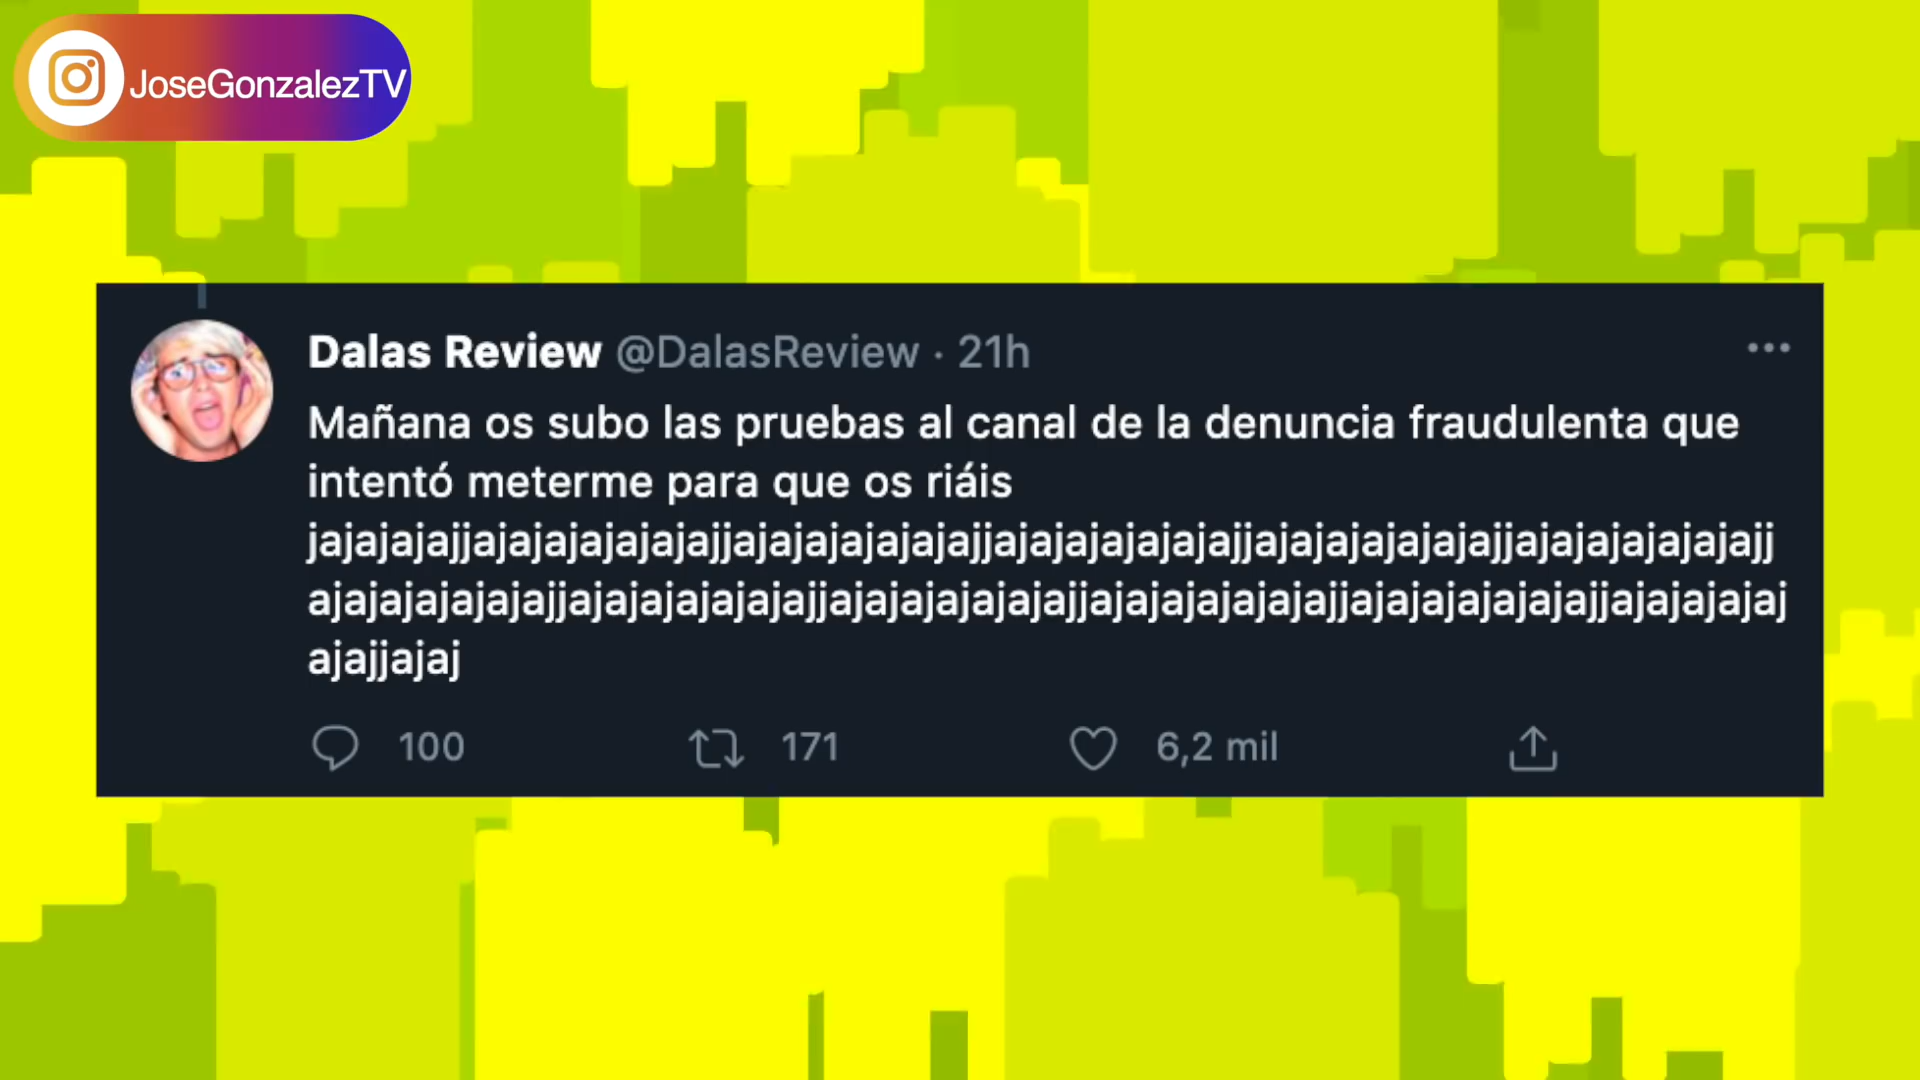 JoseGonzalezTV
Dalas Review @DalasReview · 21h
Mañana os subo las pruebas al canal de la denuncia fraudulenta que
intentó meterme para que os riáis
jajajajajjajajajajajajajjajajajajajajajjajajajajajajajjajajajajajajajjajajajajajajajj
ajajajajajajajjajajajajajajajjajajajajajajajjajajajajajajajjajajajajajajajjajajajajaj
ajajjajaj
100 171 6,2 mil